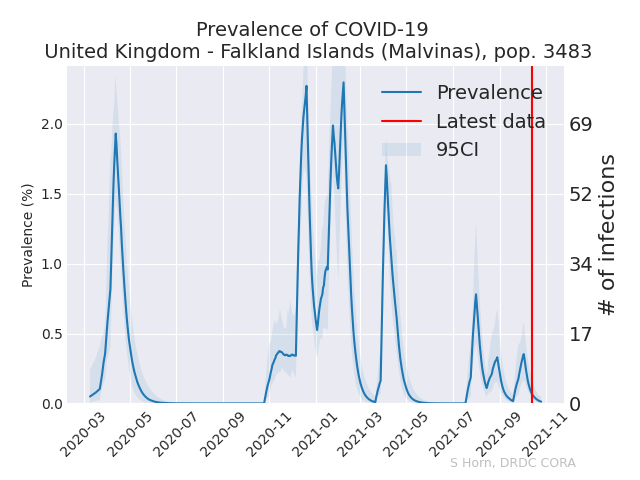 Prevalence of COVID-19
United Kingdom - Falkland Islands (Malvinas), pop. 3483
Prevalence
Latest data
95CI
Prevalence (%)
2.0
1.5
1.0
0.5
0.0
69
52
34
17
0
# of infections
2020-03
2020-05
2020-07
2020-09
2020-11
2021-01
2021-03
2021-05
2021-07
2021-09
2021-11
S Horn, DRDC CORA